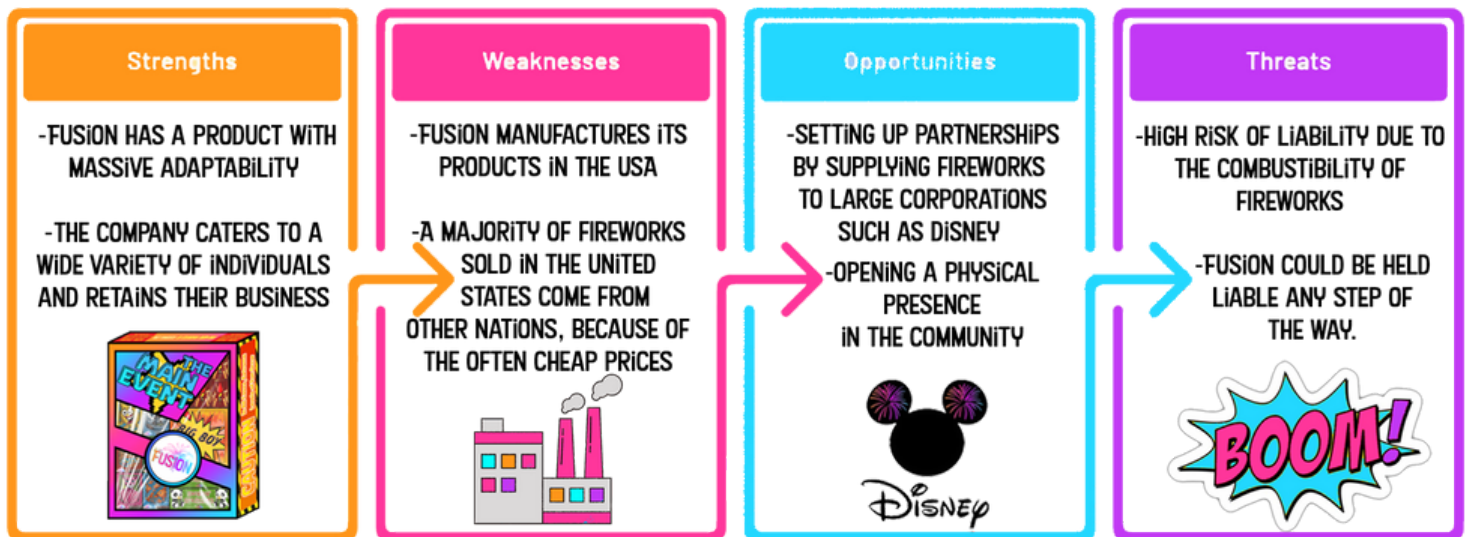 Strengths
-FUSION HAS A PRODUCT WITH
MASSIVE ADAPTABILITY
-THE COMPANY CATERS TO A
WIDE VARIETY OF INDIVIDUALS
AND RETAINS THEIR BUSINESS
THE
MAIN
EVENT
BIG BOY
FUSION
CAUTION
Weaknesses
-FUSION MANUFACTURES ITS
PRODUCTS IN THE USA
-A MAJORITY OF FIREWORKS
SOLD IN THE UNITED
STATES COME FROM
OTHER NATIONS, BECAUSE OF
THE OFTEN CHEAP PRICES
Opportunities
-SETTING UP PARTNERSHIPS
BY SUPPLYING FIREWORKS
TO LARGE CORPORATIONS
SUCH AS DISNEY
-OPENING A PHYSICAL
PRESENCE
IN THE COMMUNITY
Disney
Threats
-HIGH RISK OF LIABILITY DUE TO
THE COMBUSTIBILITY OF
FIREWORKS
-FUSION COULD BE HELD
LIABLE ANY STEP OF
THE WAY.
BOOM!